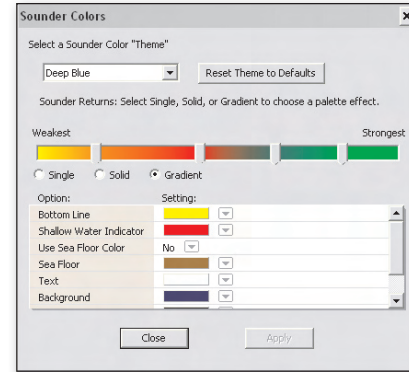 Sounder Colors
Select a Sounder Color "Theme"
Deep Blue
Reset Theme to Defaults
Sounder Returns: Select Single, Solid, or Gradient to choose a palette effect.
Weakest Strongest
Single Solid Gradient
Option: Setting:
Bottom Line
Shallow Water Indicator
Use Sea Floor Color No
Sea Floor
Text
Background
Close Apply